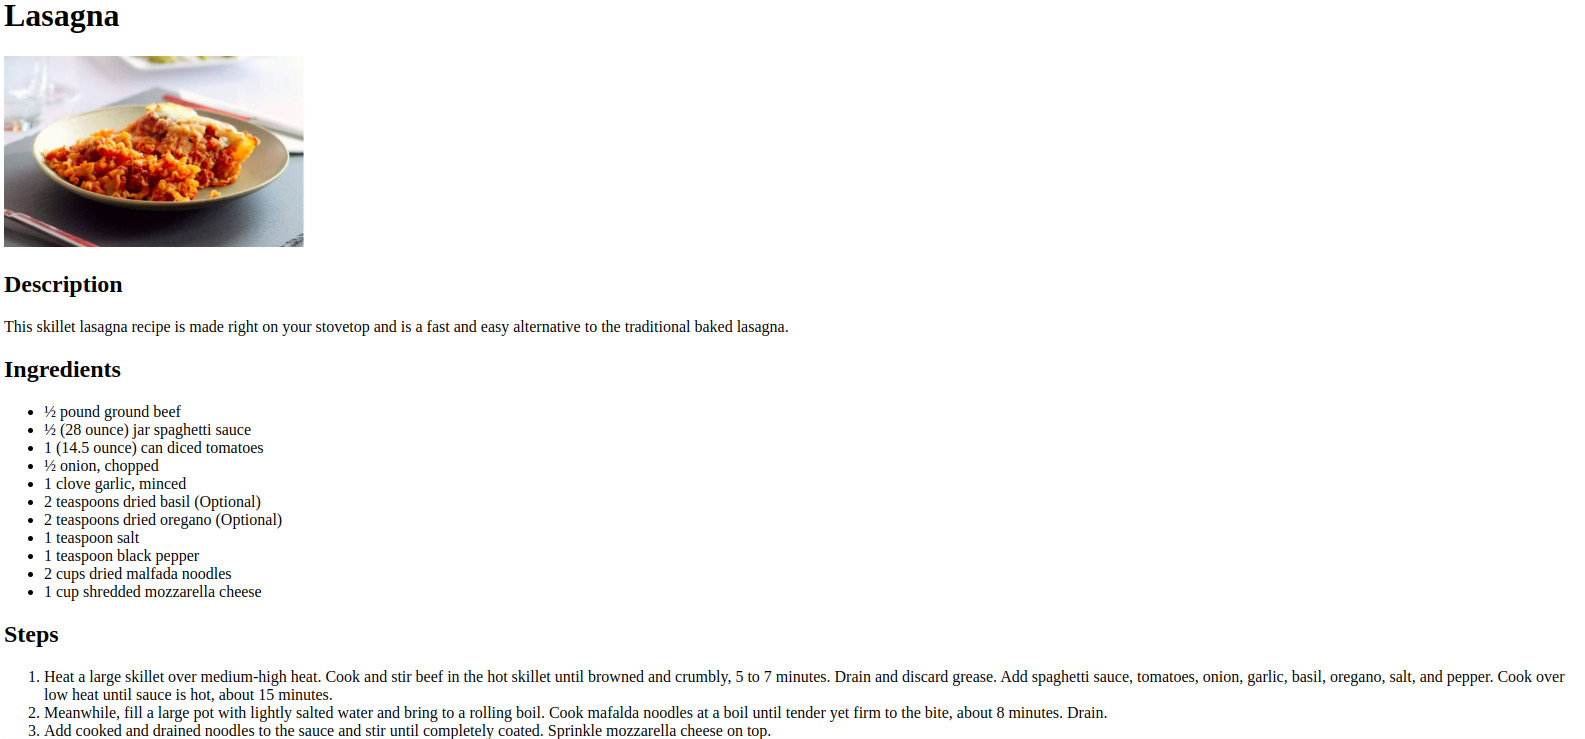 Lasagna
Description
This skillet lasagna recipe is made right on your stovetop and is a fast and easy alternative to the traditional baked lasagna.
Ingredients
• ½ pound ground beef
• ½ (28 ounce) jar spaghetti sauce
• 1 (14.5 ounce) can diced tomatoes
• ½ onion, chopped
• 1 clove garlic, minced
• 2 teaspoons dried basil (Optional)
• 2 teaspoons dried oregano (Optional)
• 1 teaspoon salt
• 1 teaspoon black pepper
• 2 cups dried malfada noodles
• 1 cup shredded mozzarella cheese
Steps
1. Heat a large skillet over medium-high heat. Cook and stir beef in the hot skillet until browned and crumbly, 5 to 7 minutes. Drain and discard grease. Add spaghetti sauce, tomatoes, onion, garlic, basil, oregano, salt, and pepper. Cook over
low heat until sauce is hot, about 15 minutes.
2. Meanwhile, fill a large pot with lightly salted water and bring to a rolling boil. Cook mafalda noodles at a boil until tender yet firm to the bite, about 8 minutes. Drain.
3. Add cooked and drained noodles to the sauce and stir until completely coated. Sprinkle mozzarella cheese on top.